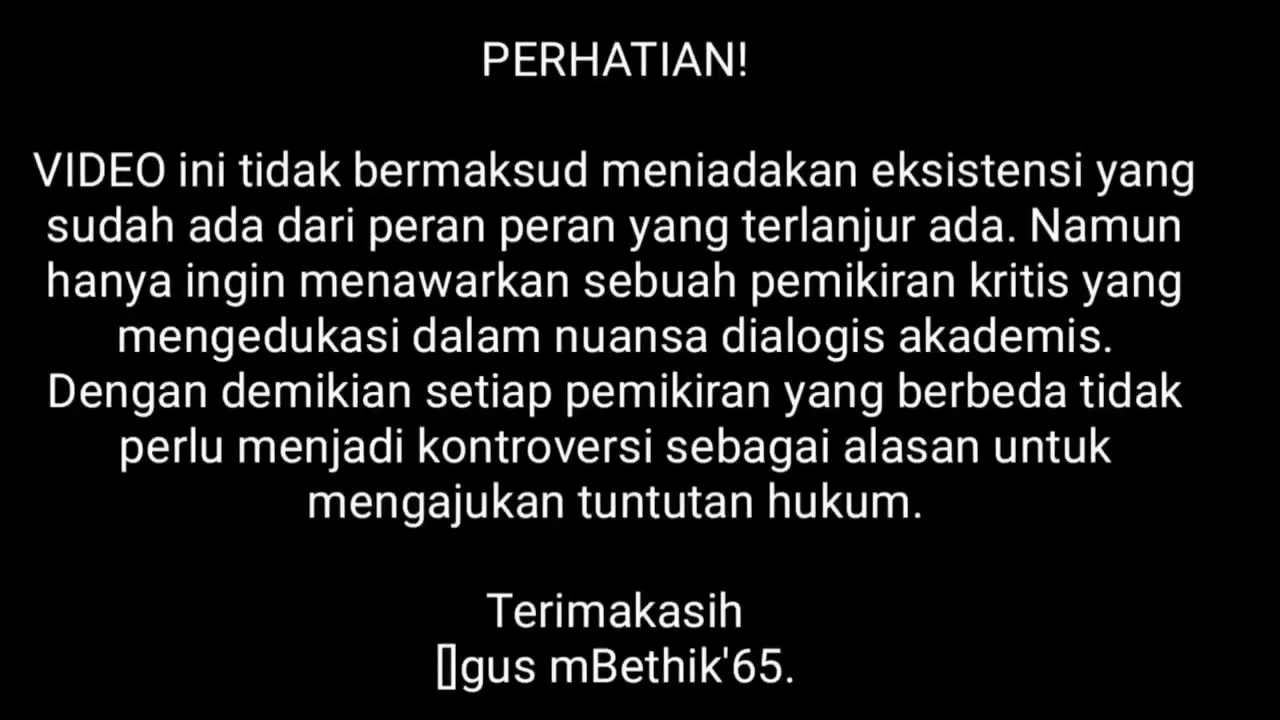 PERHATIAN!
VIDEO ini tidak bermaksud meniadakan eksistensi yang
sudah ada dari peran peran yang terlanjur ada. Namun
hanya ingin menawarkan sebuah pemikiran kritis yang
mengedukasi dalam nuansa dialogis akademis.
Dengan demikian setiap pemikiran yang berbeda tidak
perlu menjadi kontroversi sebagai alasan untuk
mengajukan tuntutan hukum.
Terimakasih
[]gus mBethik'65.